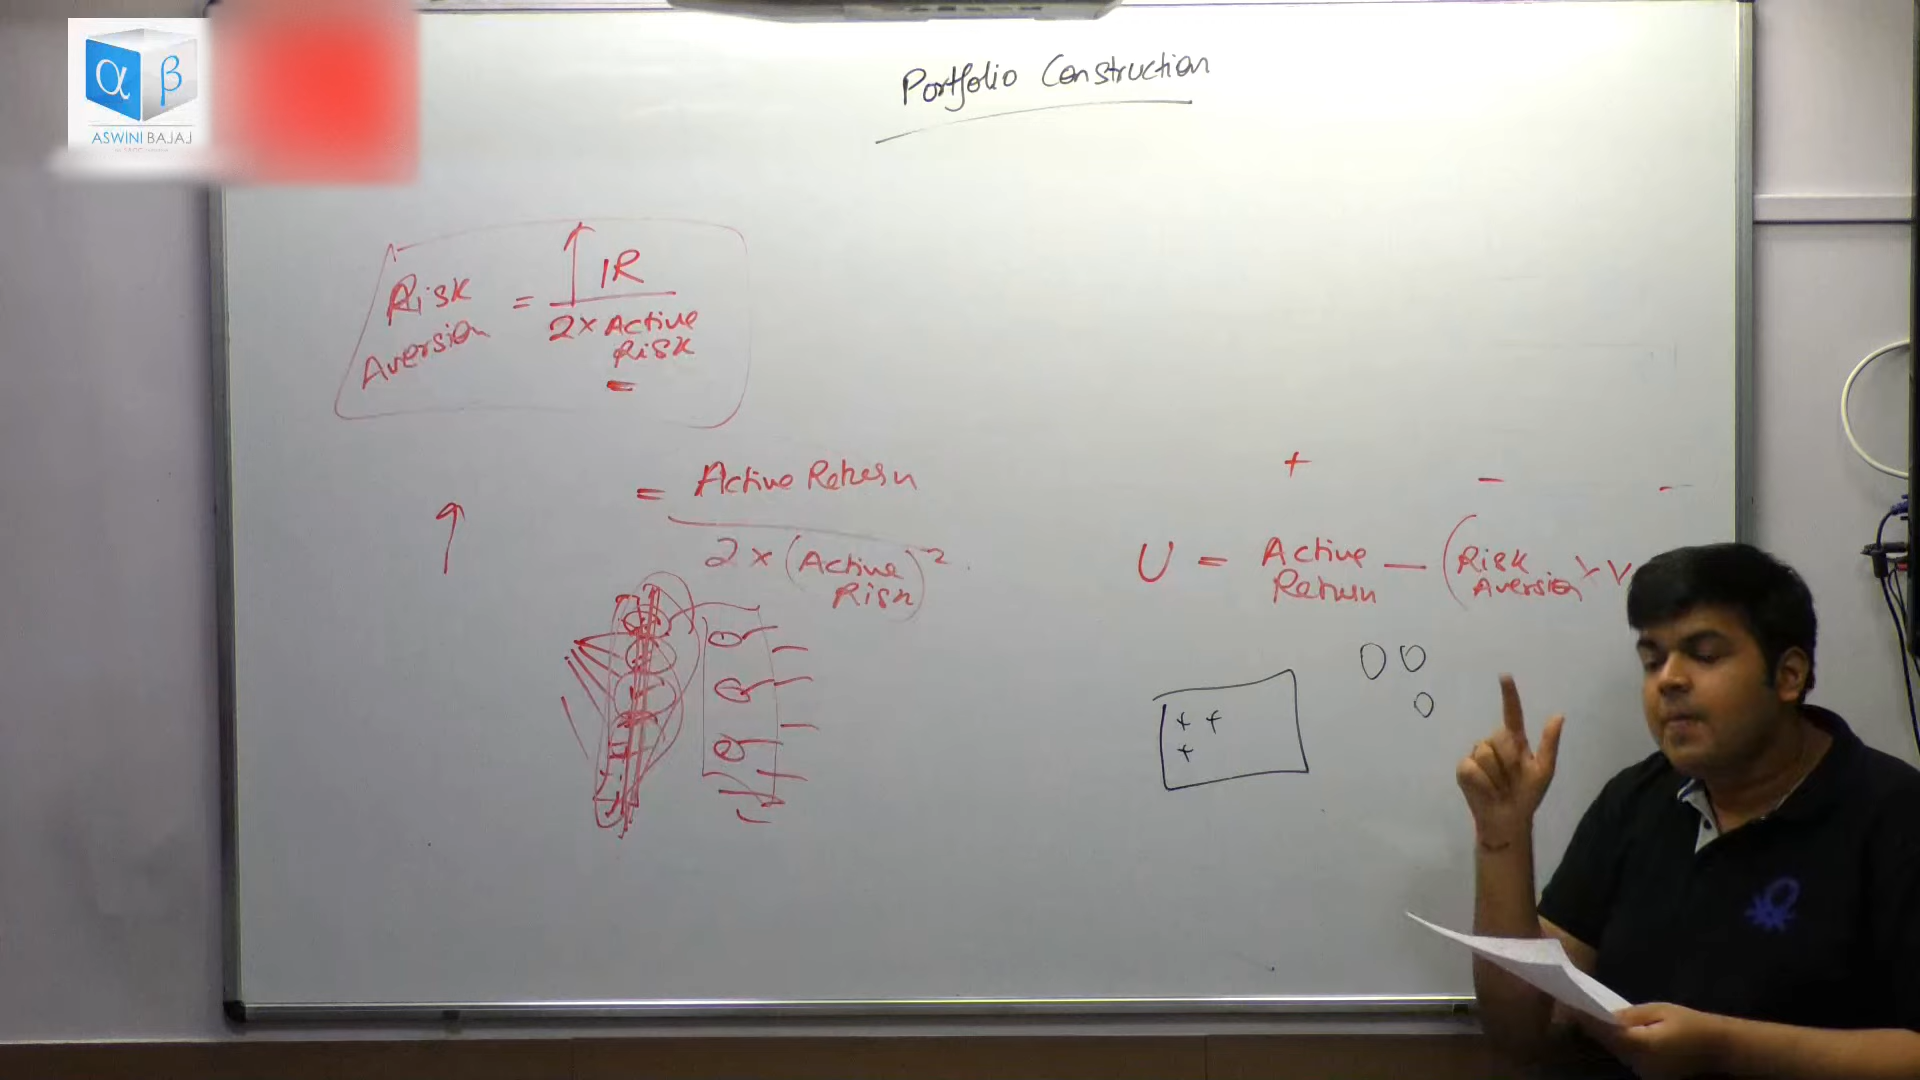 α β
ASWINI BAJAJ
Portfolio Construction
Risk Aversion = IR
2 × Active Risk
= Active Return
2 × (Active Risk)²
+ - -
U = Active Return - (Risk Aversion × V
+ +
+